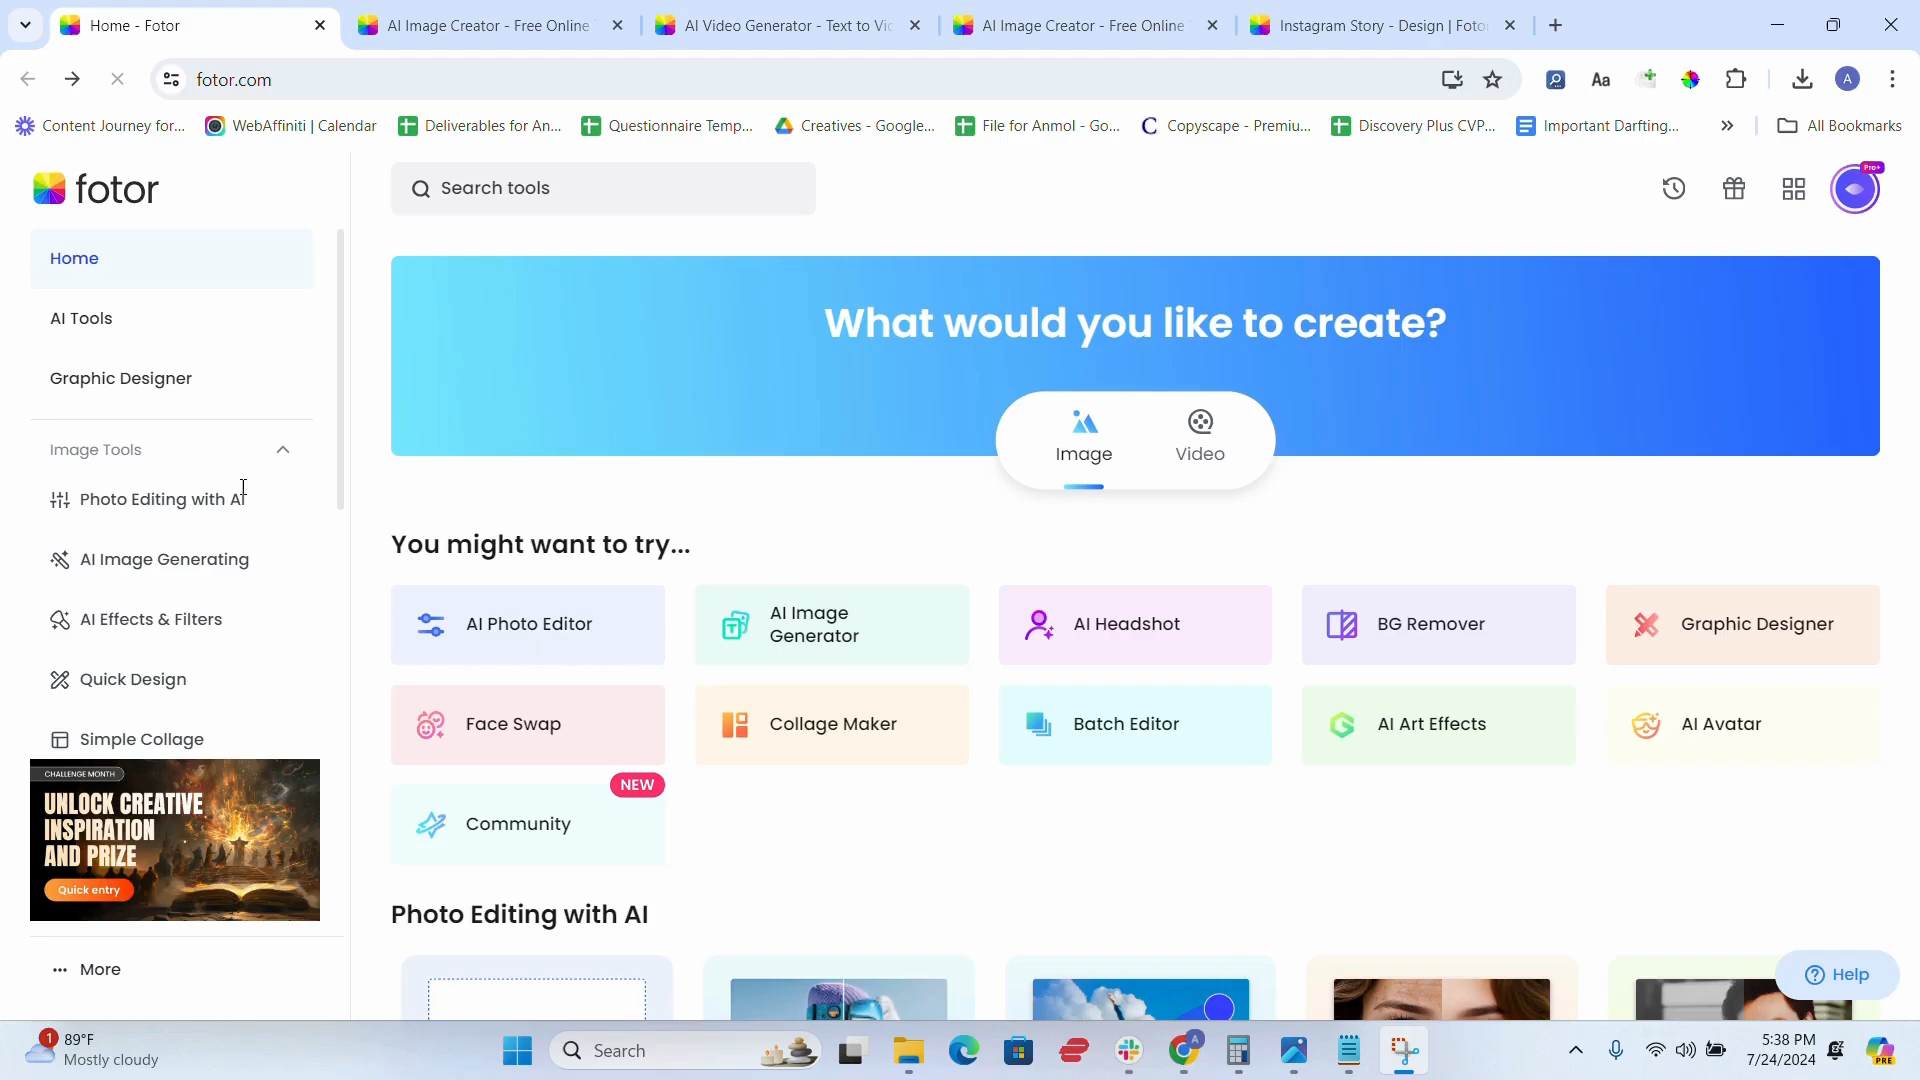 Home - Fotor
AI Image Creator - Free Online
AI Video Generator - Text to Vi
AI Image Creator - Free Online
Instagram Story - Design | Foto
fotor.com
Aa
A
Content Journey for...
WebAffiniti | Calendar
Deliverables for An...
Questionnaire Temp...
Creatives - Google...
File for Anmol - Go...
C
Copyscape - Premiu...
Discovery Plus CVP...
Important Darfting...
All Bookmarks
fotor
Search tools
Pro+
Home
AI Tools
Graphic Designer
Image Tools
Photo Editing with AI
AI Image Generating
AI Effects & Filters
Quick Design
Simple Collage
CHALLENGE MONTH
UNLOCK CREATIVE
INSPIRATION
AND PRIZE
Quick entry
More
What would you like to create?
Image
Video
You might want to try...
AI Photo Editor
AI Image
Generator
AI Headshot
BG Remover
Graphic Designer
Face Swap
Collage Maker
Batch Editor
AI Art Effects
AI Avatar
NEW
Community
Photo Editing with AI
Help
1
89°F
Mostly cloudy
Search
A
5:38 PM
7/24/2024
PRE